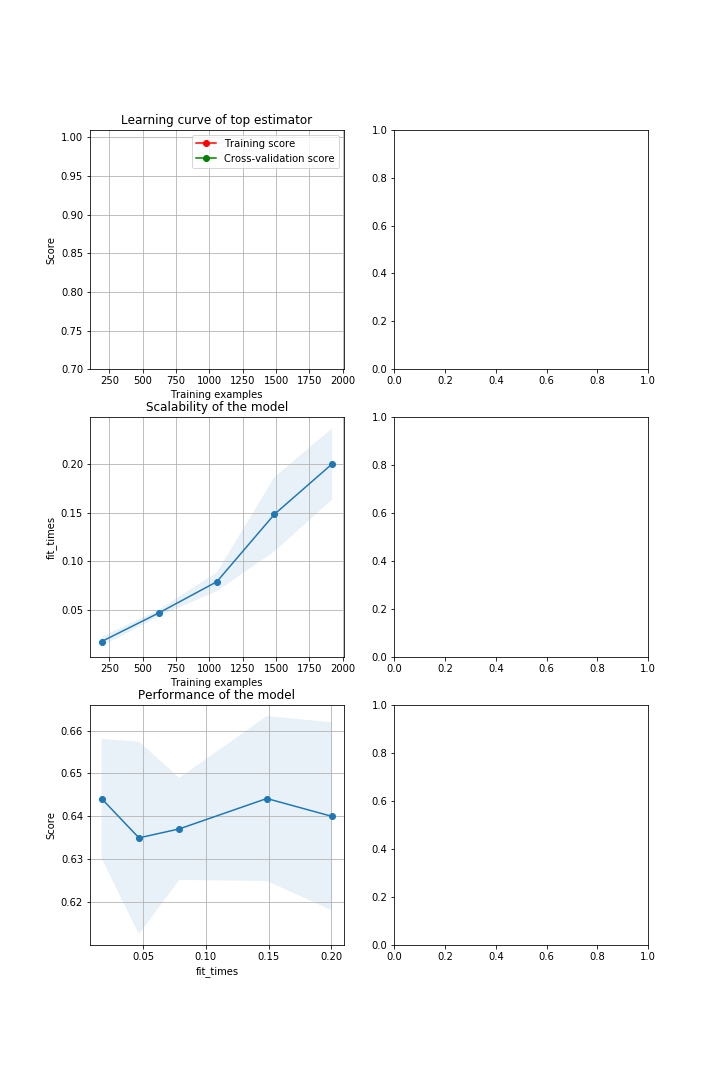 Learning curve of top estimator
Training score
Cross-validation score
1.00
0.95
0.90
0.85
0.80
0.75
0.70
Score
250 500 750 1000 1250 1500 1750 2000
Training examples
1.0
0.8
0.6
0.4
0.2
0.0
0.0 0.2 0.4 0.6 0.8 1.0
Scalability of the model
0.20
0.15
0.10
0.05
fit_times
250 500 750 1000 1250 1500 1750 2000
Training examples
1.0
0.8
0.6
0.4
0.2
0.0
0.0 0.2 0.4 0.6 0.8 1.0
Performance of the model
0.66
0.65
0.64
0.63
0.62
Score
0.05 0.10 0.15 0.20
fit_times
1.0
0.8
0.6
0.4
0.2
0.0
0.0 0.2 0.4 0.6 0.8 1.0